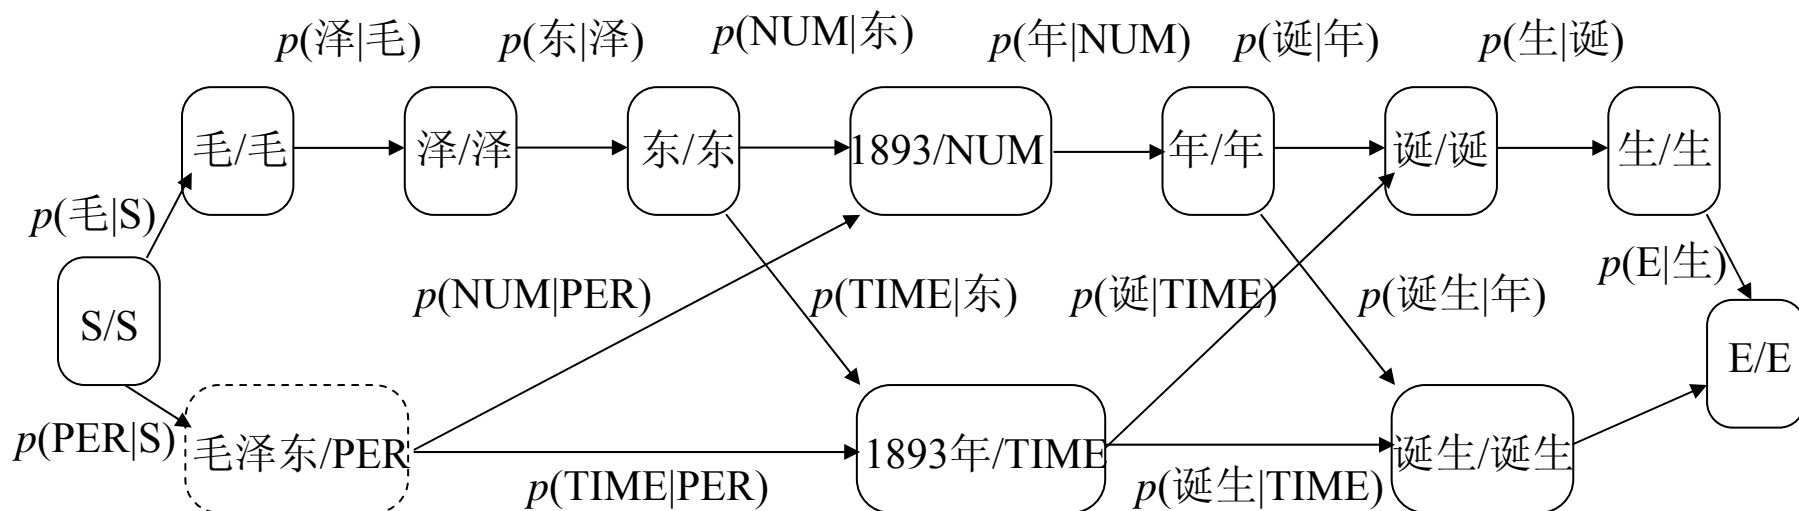 p(泽|毛)
p(东|泽)
p(NUM|东)
p(年|NUM)
p(诞|年)
p(生|诞)
毛/毛
泽/泽
东/东
1893/NUM
年/年
诞/诞
生/生
p(毛|S)
p(NUM|PER)
p(TIME|东)
p(诞|TIME)
p(诞生|年)
p(E|生)
S/S
E/E
p(PER|S)
毛泽东/PER
1893年/TIME
诞生/诞生
p(TIME|PER)
p(诞生|TIME)